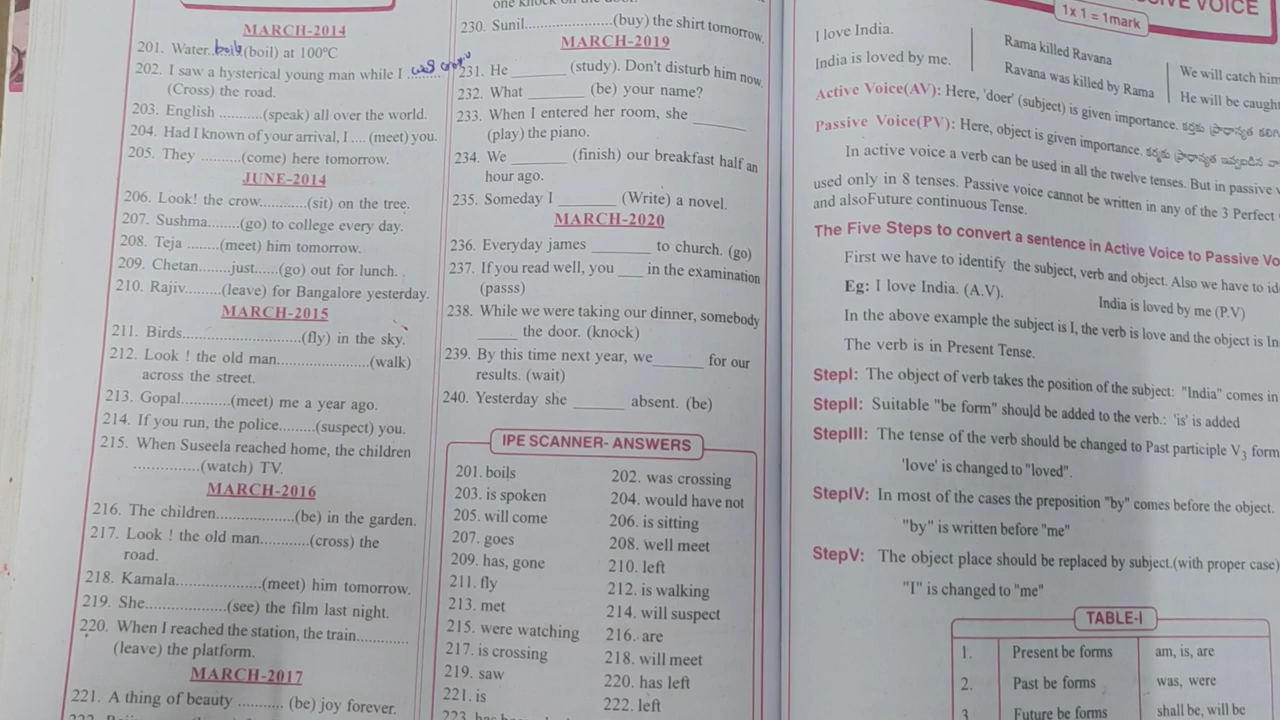 MARCH-2014
201. Water..boils(boil) at 100°C
202. I saw a hysterical young man while I was
(Cross) the road.
203. English ...........(speak) all over the world.
204. Had I known of your arrival, I .... (meet) you.
205. They ..........(come) here tomorrow.
JUNE-2014
206. Look! the crow............(sit) on the tree.
207. Sushma........(go) to college every day.
208. Teja ........(meet) him tomorrow.
209. Chetan........just......(go) out for lunch.
210. Rajiv.........(leave) for Bangalore yesterday.
MARCH-2015
211. Birds..............................(fly) in the sky.
212. Look ! the old man.......................(walk)
across the street.
213. Gopal............(meet) me a year ago.
214. If you run, the police.........(suspect) you.
215. When Suseela reached home, the children
.................(watch) TV.
MARCH-2016
216. The children....................(be) in the garden.
217. Look ! the old man............(cross) the
road.
218. Kamala.....................(meet) him tomorrow.
219. She....................(see) the film last night.
220. When I reached the station, the train.............
(leave) the platform.
MARCH-2017
221. A thing of beauty ........... (be) joy forever.
one knock on the
230. Sunil......................(buy) the shirt tomorrow.
MARCH-2019
231. He _______ (study). Don't disturb him now.
232. What _______ (be) your name?
233. When I entered her room, she _______
(play) the piano.
234. We _______ (finish) our breakfast half an
hour ago.
235. Someday I _______ (Write) a novel.
MARCH-2020
236. Everyday james _______ to church. (go)
237. If you read well, you ___ in the examination
(passs)
238. While we were taking our dinner, somebody
_____ the door. (knock)
239. By this time next year, we______ for our
results. (wait)
240. Yesterday she ______ absent. (be)
IPE SCANNER- ANSWERS
201. boils 202. was crossing
203. is spoken 204. would have not
205. will come 206. is sitting
207. goes 208. well meet
209. has, gone 210. left
211. fly 212. is walking
213. met 214. will suspect
215. were watching 216. are
217. is crossing 218. will meet
219. saw 220. has left
221. is 222. left
VOICE
1x 1 = 1mark
I love India.
India is loved by me.
Rama killed Ravana
Ravana was killed by Rama
We will catch him
He will be caught
Active Voice(AV): Here, 'doer' (subject) is given importance.
Passive Voice(PV): Here, object is given importance.
In active voice a verb can be used in all the twelve tenses. But in passive
used only in 8 tenses. Passive voice cannot be written in any of the 3 Perfect
and alsoFuture continuous Tense.
The Five Steps to convert a sentence in Active Voice to Passive
First we have to identify the subject, verb and object. Also we have to
Eg: I love India. (A.V). India is loved by me (P.V)
In the above example the subject is I, the verb is love and the object is
The verb is in Present Tense.
StepI: The object of verb takes the position of the subject: "India" comes in
StepII: Suitable "be form" should be added to the verb.: 'is' is added
StepIII: The tense of the verb should be changed to Past participle V3 form
'love' is changed to "loved".
StepIV: In most of the cases the preposition "by" comes before the object.
"by" is written before "me"
StepV: The object place should be replaced by subject.(with proper case)
"I" is changed to "me"
TABLE-I
1. Present be forms am, is, are
2. Past be forms was, were
3 Future be forms shall be, will be